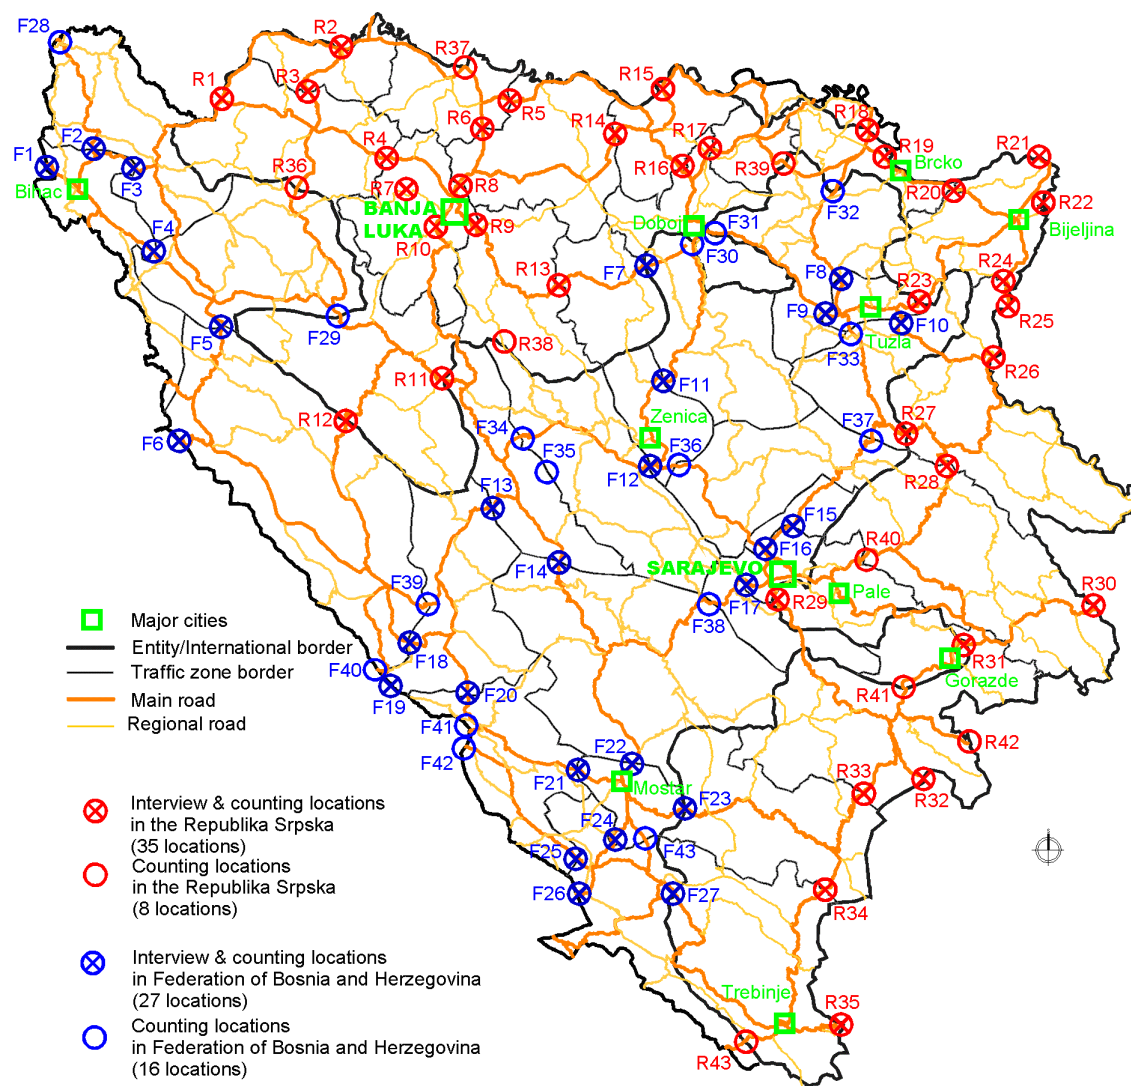 F28
R2
R37
R1
R3
R15
R5
R6
R14
R17
R18
F2
R4
R16
R39
R19
R21
Brcko
F1
F3
R36
R7
R8
R20
Bihac
BANJA
LUKA
R9
R10
F32
R22
Doboj
F31
Bijeljina
F4
F30
R13
F7
F8
R23
R24
F29
F9
F10
R25
F5
Tuzla
R38
F33
R26
R11
F11
R12
Zenica
F34
F35
F36
F37
R27
F6
F12
R28
F13
F15
F16
R40
F14
SARAJEVO
F39
F17
R29
Pale
R30
F38
Major cities
Entity/International border
Traffic zone border
Main road
Regional road
F18
R31
Gorazde
F40
F19
F20
R41
F41
F42
R42
F22
F21
Mostar
R33
R32
F23
F24
F43
F25
F26
F27
R34
Interview & counting locations
in the Republika Srpska
(35 locations)
Counting locations
in the Republika Srpska
(8 locations)
Interview & counting locations
in Federation of Bosnia and Herzegovina
(27 locations)
Counting locations
in Federation of Bosnia and Herzegovina
(16 locations)
Trebinje
R35
R43